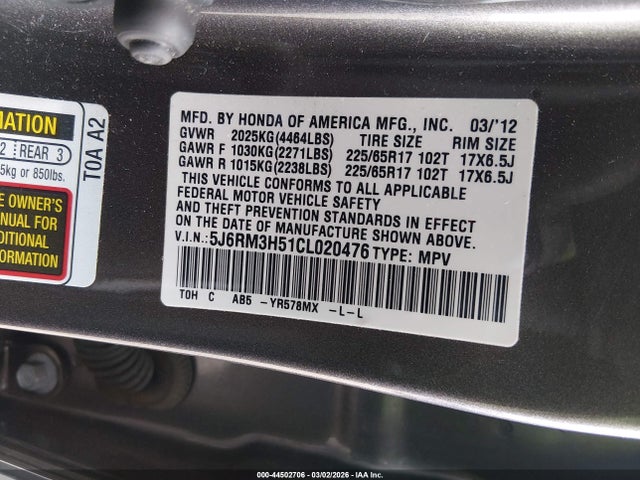 MATION
2 REAR 3
5kg or 850lbs.
E OWNER'S
ANUAL FOR
DITIONAL
FORMATION
T0A A2
MFD. BY HONDA OF AMERICA MFG., INC. 03/'12
GVWR 2025KG(4464LBS) TIRE SIZE RIM SIZE
GAWR F 1030KG(2271LBS) 225/65R17 102T 17X6.5J
GAWR R 1015KG(2238LBS) 225/65R17 102T 17X6.5J
THIS VEHICLE CONFORMS TO ALL APPLICABLE
FEDERAL MOTOR VEHICLE SAFETY
AND THEFT PREVENTION STANDARDS IN EFFECT
ON THE DATE OF MANUFACTURE SHOWN ABOVE.
V.I.N.: 5J6RM3H51CL020476 TYPE: MPV
T0H C AB5 -YR578MX -L-L
000-44502706 - 03/02/2026 - IAA Inc.